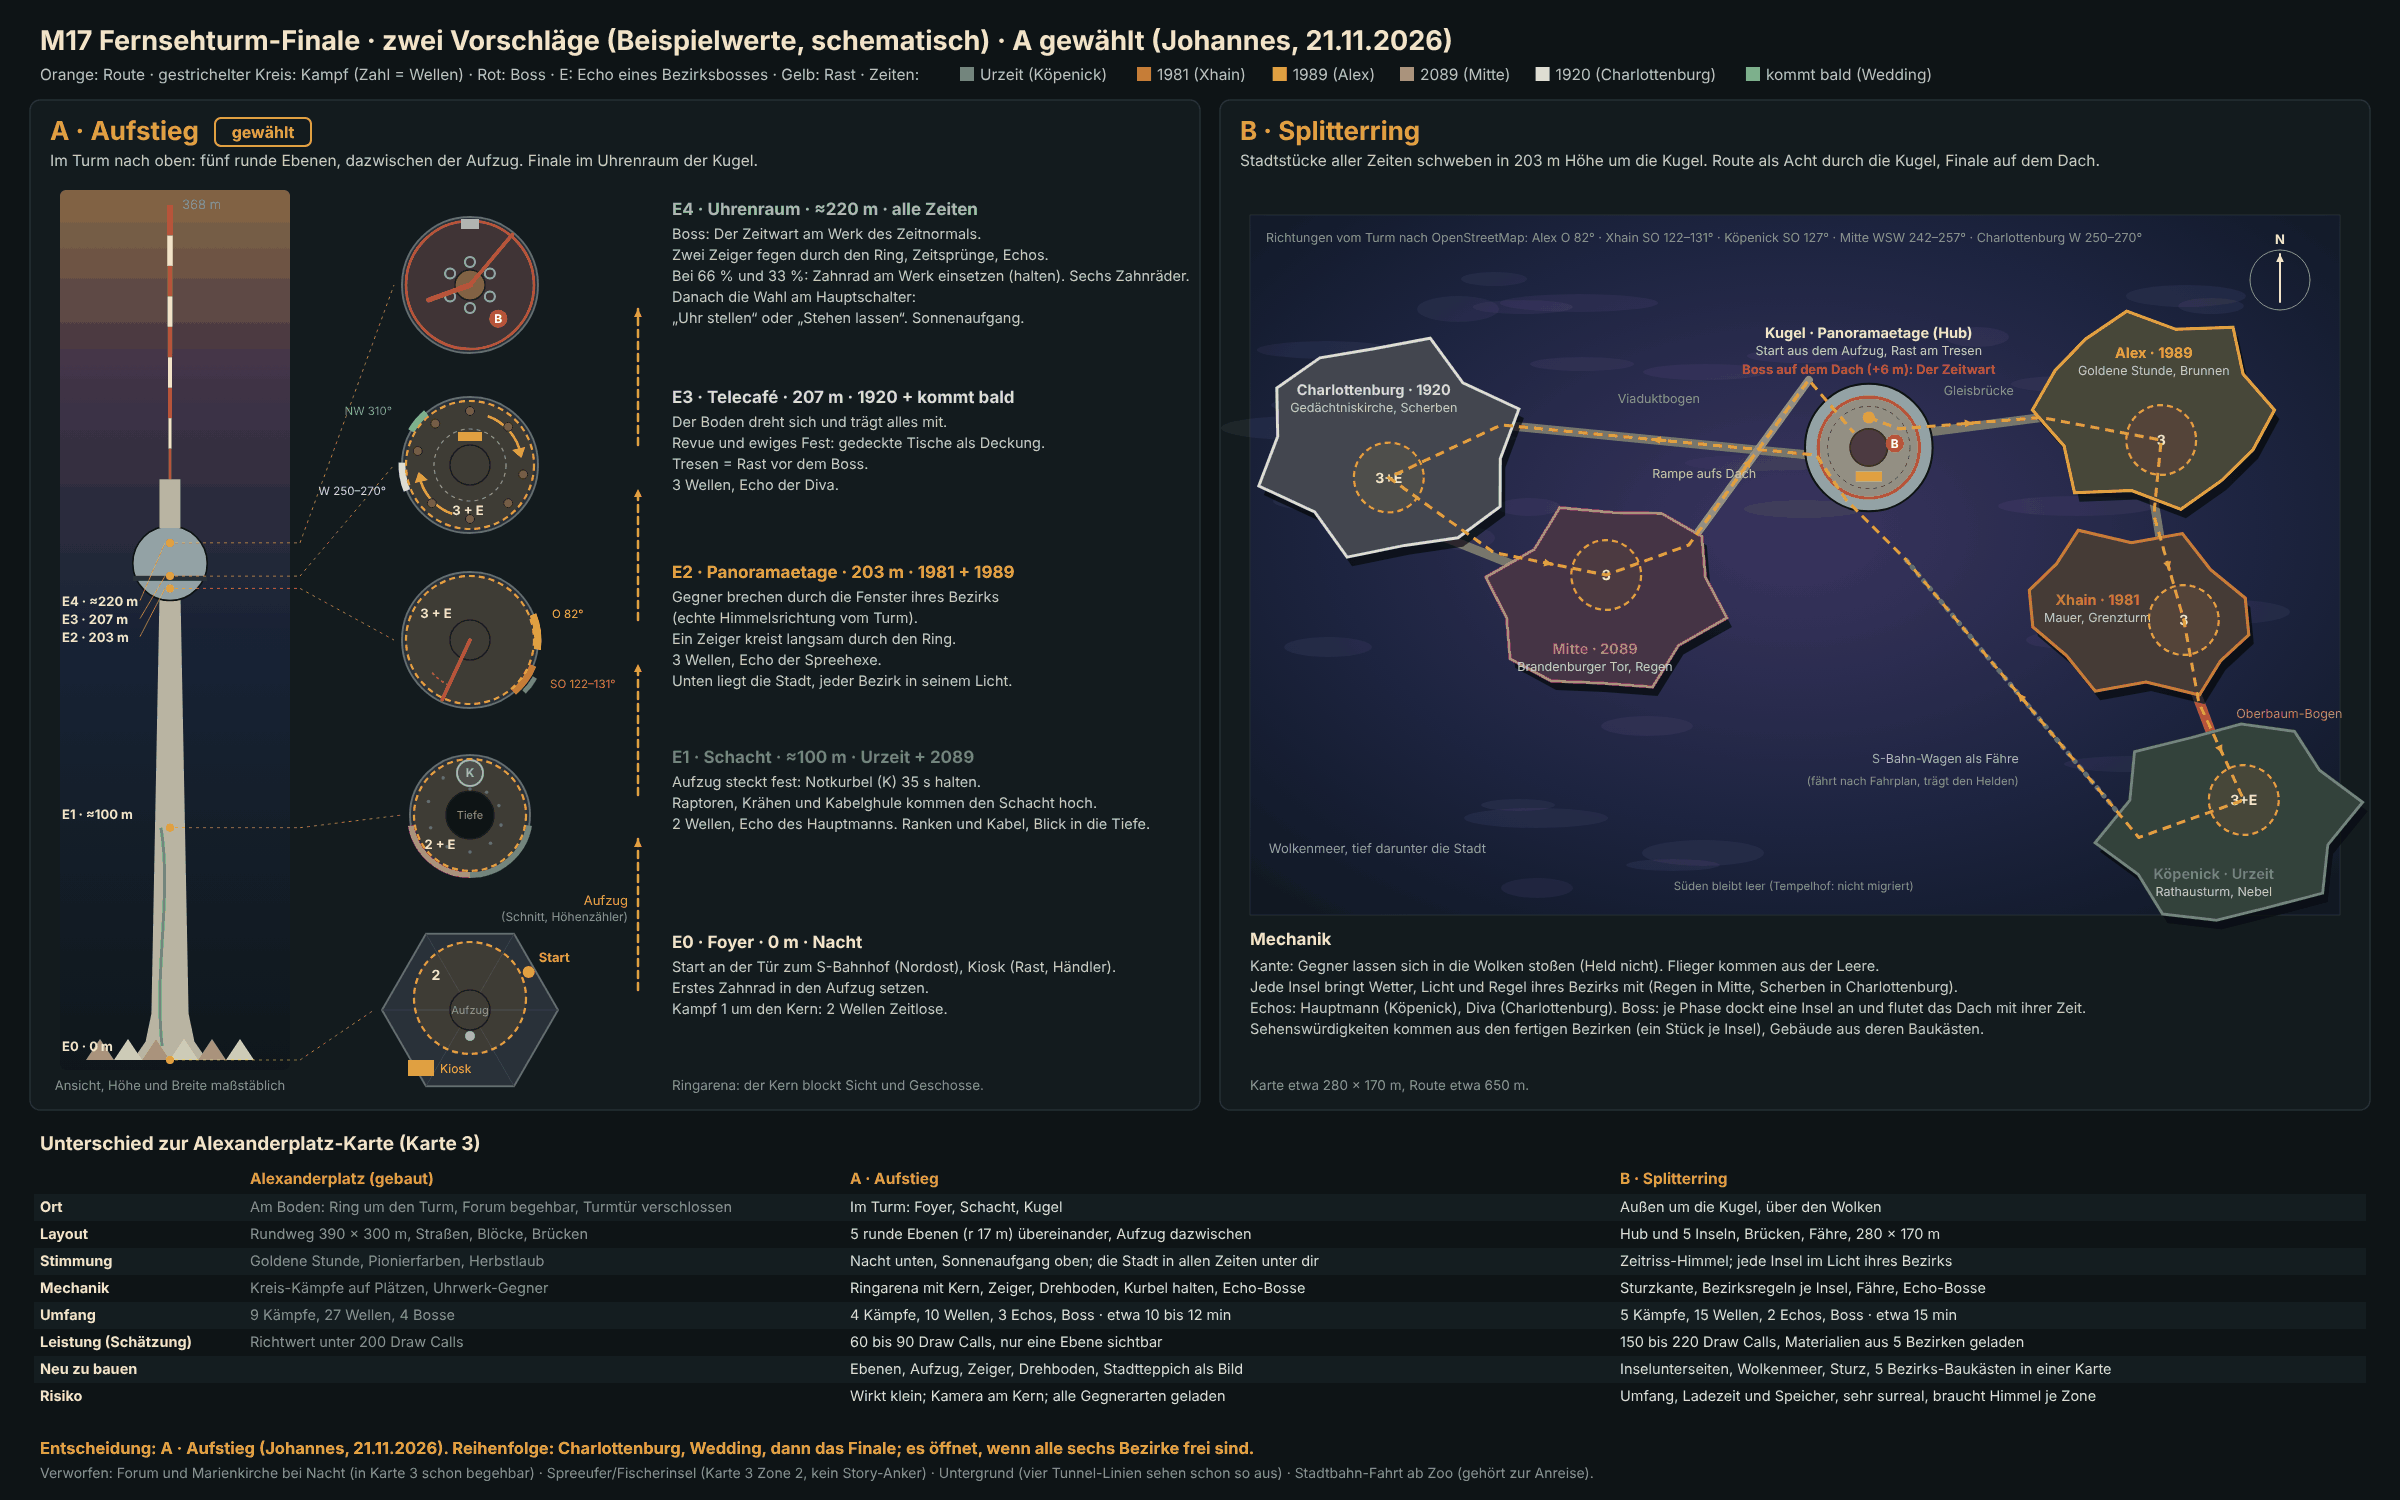 M17 Fernsehturm-Finale · zwei Vorschläge (Beispielwerte, schematisch) · A gewählt (Johannes, 21.11.2026)
Orange: Route · gestrichelter Kreis: Kampf (Zahl = Wellen) · Rot: Boss · E: Echo eines Bezirksbosses · Gelb: Rast · Zeiten: Urzeit (Köpenick) 1981 (Xhain) 1989 (Alex) 2089 (Mitte) 1920 (Charlottenburg) kommt bald (Wedding)
A · Aufstieg gewählt
Im Turm nach oben: fünf runde Ebenen, dazwischen der Aufzug. Finale im Uhrenraum der Kugel.
368 m
E4 · ≈220 m
E3 · 207 m
E2 · 203 m
E1 · ≈100 m
E0 · 0 m
Ansicht, Höhe und Breite maßstäblich
B
NW 310°
W 250–270°
3 + E
3 + E
O 82°
SO 122–131°
K
Tiefe
2 + E
Aufzug
(Schnitt, Höhenzähler)
Start
2
Aufzug
Kiosk
E4 · Uhrenraum · ≈220 m · alle Zeiten
Boss: Der Zeitwart am Werk des Zeitnormals.
Zwei Zeiger fegen durch den Ring, Zeitsprünge, Echos.
Bei 66 % und 33 %: Zahnrad am Werk einsetzen (halten). Sechs Zahnräder.
Danach die Wahl am Hauptschalter:
„Uhr stellen“ oder „Stehen lassen“. Sonnenaufgang.
E3 · Telecafé · 207 m · 1920 + kommt bald
Der Boden dreht sich und trägt alles mit.
Revue und ewiges Fest: gedeckte Tische als Deckung.
Tresen = Rast vor dem Boss.
3 Wellen, Echo der Diva.
E2 · Panoramaetage · 203 m · 1981 + 1989
Gegner brechen durch die Fenster ihres Bezirks
(echte Himmelsrichtung vom Turm).
Ein Zeiger kreist langsam durch den Ring.
3 Wellen, Echo der Spreehexe.
Unten liegt die Stadt, jeder Bezirk in seinem Licht.
E1 · Schacht · ≈100 m · Urzeit + 2089
Aufzug steckt fest: Notkurbel (K) 35 s halten.
Raptoren, Krähen und Kabelghule kommen den Schacht hoch.
2 Wellen, Echo des Hauptmanns. Ranken und Kabel, Blick in die Tiefe.
E0 · Foyer · 0 m · Nacht
Start an der Tür zum S-Bahnhof (Nordost), Kiosk (Rast, Händler).
Erstes Zahnrad in den Aufzug setzen.
Kampf 1 um den Kern: 2 Wellen Zeitlose.
Ringarena: der Kern blockt Sicht und Geschosse.
B · Splitterring
Stadtstücke aller Zeiten schweben in 203 m Höhe um die Kugel. Route als Acht durch die Kugel, Finale auf dem Dach.
Richtungen vom Turm nach OpenStreetMap: Alex O 82° · Xhain SO 122–131° · Köpenick SO 127° · Mitte WSW 242–257° · Charlottenburg W 250–270°
N
Kugel · Panoramaetage (Hub)
Start aus dem Aufzug, Rast am Tresen
Boss auf dem Dach (+6 m): Der Zeitwart
B
Alex · 1989
Goldene Stunde, Brunnen
3
Gleisbrücke
Charlottenburg · 1920
Gedächtniskirche, Scherben
3+E
Viaduktbogen
Rampe aufs Dach
Mitte · 2089
Brandenburger Tor, Regen
Xhain · 1981
Mauer, Grenzturm
3
Oberbaum-Bogen
S-Bahn-Wagen als Fähre
(fährt nach Fahrplan, trägt den Helden)
3+E
Köpenick · Urzeit
Rathausturm, Nebel
Wolkenmeer, tief darunter die Stadt
Süden bleibt leer (Tempelhof: nicht migriert)
Mechanik
Kante: Gegner lassen sich in die Wolken stoßen (Held nicht). Flieger kommen aus der Leere.
Jede Insel bringt Wetter, Licht und Regel ihres Bezirks mit (Regen in Mitte, Scherben in Charlottenburg).
Echos: Hauptmann (Köpenick), Diva (Charlottenburg). Boss: je Phase dockt eine Insel an und flutet das Dach mit ihrer Zeit.
Sehenswürdigkeiten kommen aus den fertigen Bezirken (ein Stück je Insel), Gebäude aus deren Baukästen.
Karte etwa 280 × 170 m, Route etwa 650 m.
Unterschied zur Alexanderplatz-Karte (Karte 3)
Alexanderplatz (gebaut) A · Aufstieg B · Splitterring
Ort Am Boden: Ring um den Turm, Forum begehbar, Turmtür verschlossen Im Turm: Foyer, Schacht, Kugel Außen um die Kugel, über den Wolken
Layout Rundweg 390 × 300 m, Straßen, Blöcke, Brücken 5 runde Ebenen (r 17 m) übereinander, Aufzug dazwischen Hub und 5 Inseln, Brücken, Fähre, 280 × 170 m
Stimmung Goldene Stunde, Pionierfarben, Herbstlaub Nacht unten, Sonnenaufgang oben; die Stadt in allen Zeiten unter dir Zeitriss-Himmel; jede Insel im Licht ihres Bezirks
Mechanik Kreis-Kämpfe auf Plätzen, Uhrwerk-Gegner Ringarena mit Kern, Zeiger, Drehboden, Kurbel halten, Echo-Bosse Sturzkante, Bezirksregeln je Insel, Fähre, Echo-Bosse
Umfang 9 Kämpfe, 27 Wellen, 4 Bosse 4 Kämpfe, 10 Wellen, 3 Echos, Boss · etwa 10 bis 12 min 5 Kämpfe, 15 Wellen, 2 Echos, Boss · etwa 15 min
Leistung (Schätzung) Richtwert unter 200 Draw Calls 60 bis 90 Draw Calls, nur eine Ebene sichtbar 150 bis 220 Draw Calls, Materialien aus 5 Bezirken geladen
Neu zu bauen Ebenen, Aufzug, Zeiger, Drehboden, Stadtteppich als Bild Inselunterseiten, Wolkenmeer, Sturz, 5 Bezirks-Baukästen in einer Karte
Risiko Wirkt klein; Kamera am Kern; alle Gegnerarten geladen Umfang, Ladezeit und Speicher, sehr surreal, braucht Himmel je Zone
Entscheidung: A · Aufstieg (Johannes, 21.11.2026). Reihenfolge: Charlottenburg, Wedding, dann das Finale; es öffnet, wenn alle sechs Bezirke frei sind.
Verworfen: Forum und Marienkirche bei Nacht (in Karte 3 schon begehbar) · Spreeufer/Fischerinsel (Karte 3 Zone 2, kein Story-Anker) · Untergrund (vier Tunnel-Linien sehen schon so aus) · Stadtbahn-Fahrt ab Zoo (gehört zur Anreise).